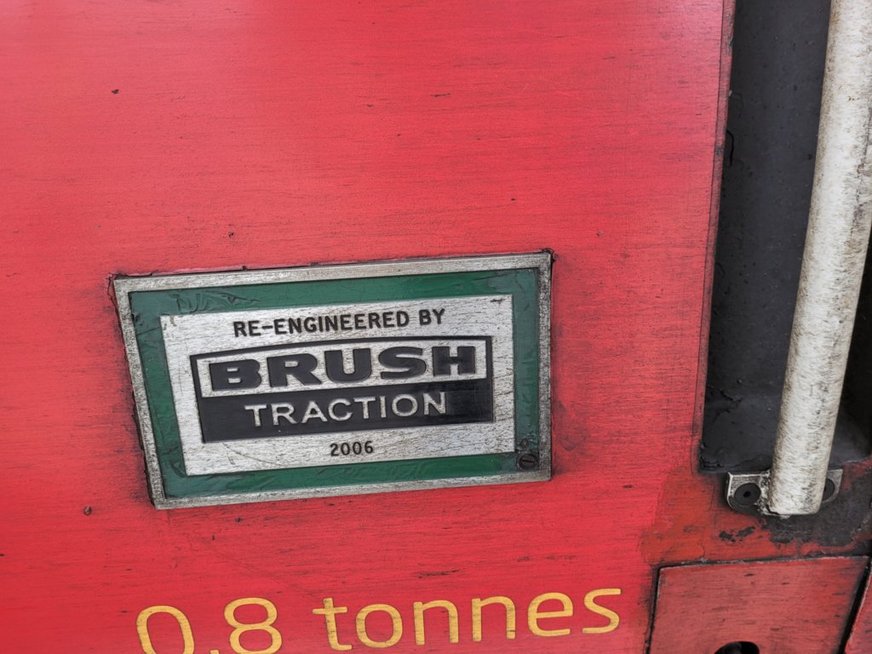 RE-ENGINEERED BY
BRUSH
TRACTION
2006
0.8 tonnes